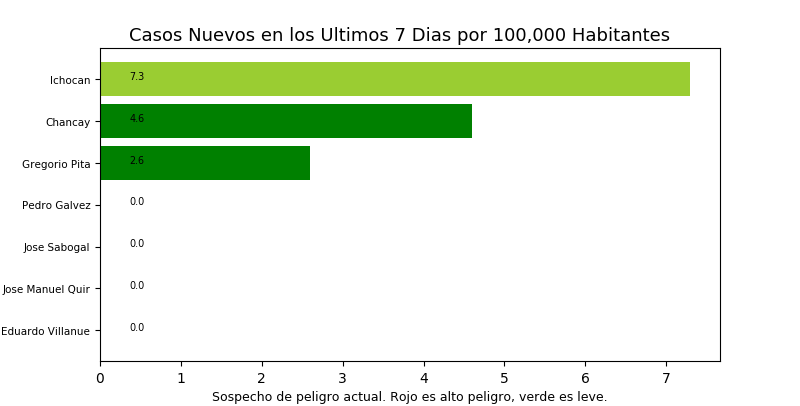 Casos Nuevos en los Ultimos 7 Dias por 100,000 Habitantes
Ichocan 7.3
Chancay 4.6
Gregorio Pita 2.6
Pedro Galvez 0.0
Jose Sabogal 0.0
Jose Manuel Quir 0.0
Eduardo Villanue 0.0
0 1 2 3 4 5 6 7
Sospecho de peligro actual. Rojo es alto peligro, verde es leve.